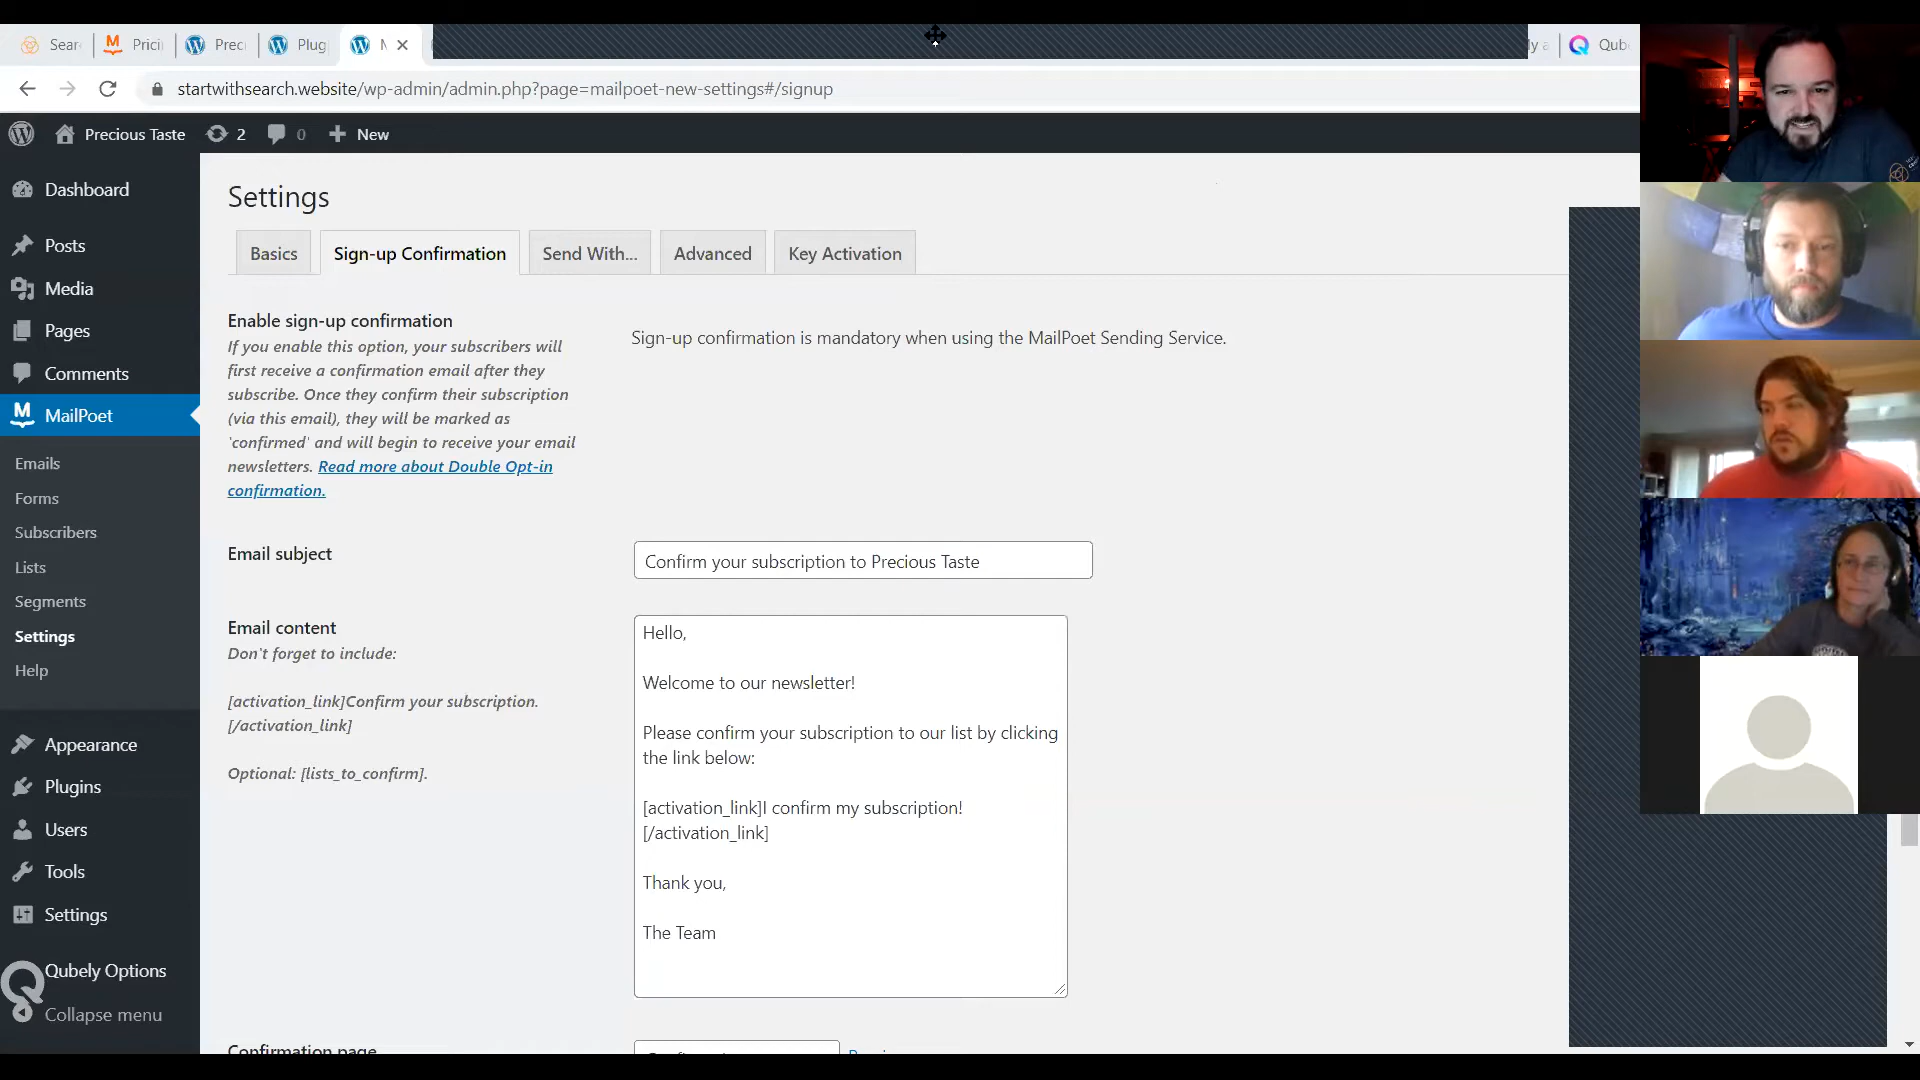 Sear
Prici
Prec
Plug
ly a
Qub
startwithsearch.website/wp-admin/admin.php?page=mailpoet-new-settings#/signup
Precious Taste
2
0
New
Dashboard
Posts
Media
Pages
Comments
MailPoet
Emails
Forms
Subscribers
Lists
Segments
Settings
Help
Appearance
Plugins
Users
Tools
Settings
Qubely Options
Collapse menu
Settings
Basics
Sign-up Confirmation
Send With...
Advanced
Key Activation
Enable sign-up confirmation
If you enable this option, your subscribers will
first receive a confirmation email after they
subscribe. Once they confirm their subscription
(via this email), they will be marked as
'confirmed' and will begin to receive your email
newsletters. Read more about Double Opt-in
confirmation.
Sign-up confirmation is mandatory when using the MailPoet Sending Service.
Email subject
Confirm your subscription to Precious Taste
Email content
Don't forget to include:
[activation_link]Confirm your subscription.
[/activation_link]
Optional: [lists_to_confirm].
Hello,
Welcome to our newsletter!
Please confirm your subscription to our list by clicking
the link below:
[activation_link]I confirm my subscription!
[/activation_link]
Thank you,
The Team
Confirmation page